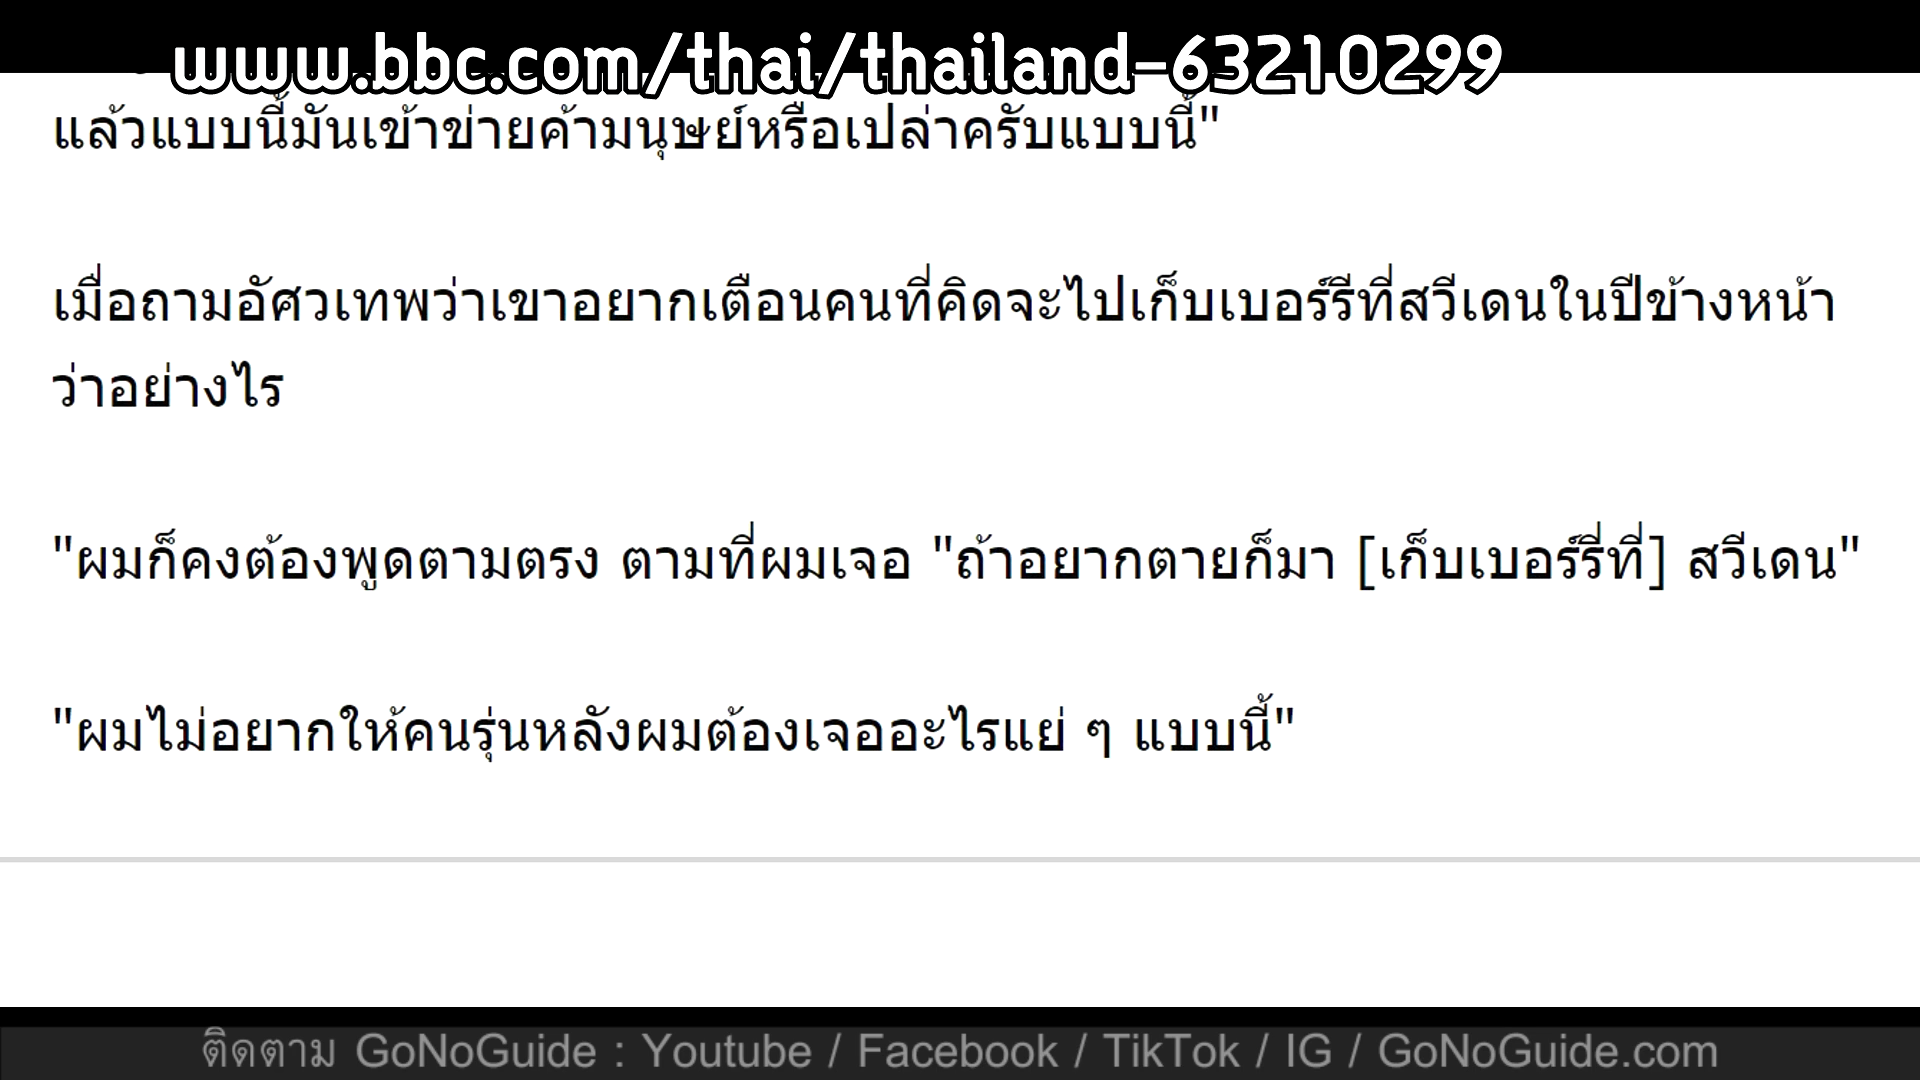 www.bbc.com/thai/thailand-63210299
แล้วแบบนี้มันเข้าข่ายค้ามนุษย์หรือเปล่าครับแบบนี้"
เมื่อถามอัศวเทพว่าเขาอยากเตือนคนที่คิดจะไปเก็บเบอร์รีที่สวีเดนในปีข้างหน้า
ว่าอย่างไร
"ผมก็คงต้องพูดตามตรง ตามที่ผมเจอ "ถ้าอยากตายก็มา [เก็บเบอร์รี่ที่] สวีเดน"
"ผมไม่อยากให้คนรุ่นหลังผมต้องเจออะไรแย่ ๆ แบบนี้"
ติดตาม GoNoGuide : Youtube / Facebook / TikTok / IG / GoNoGuide.com